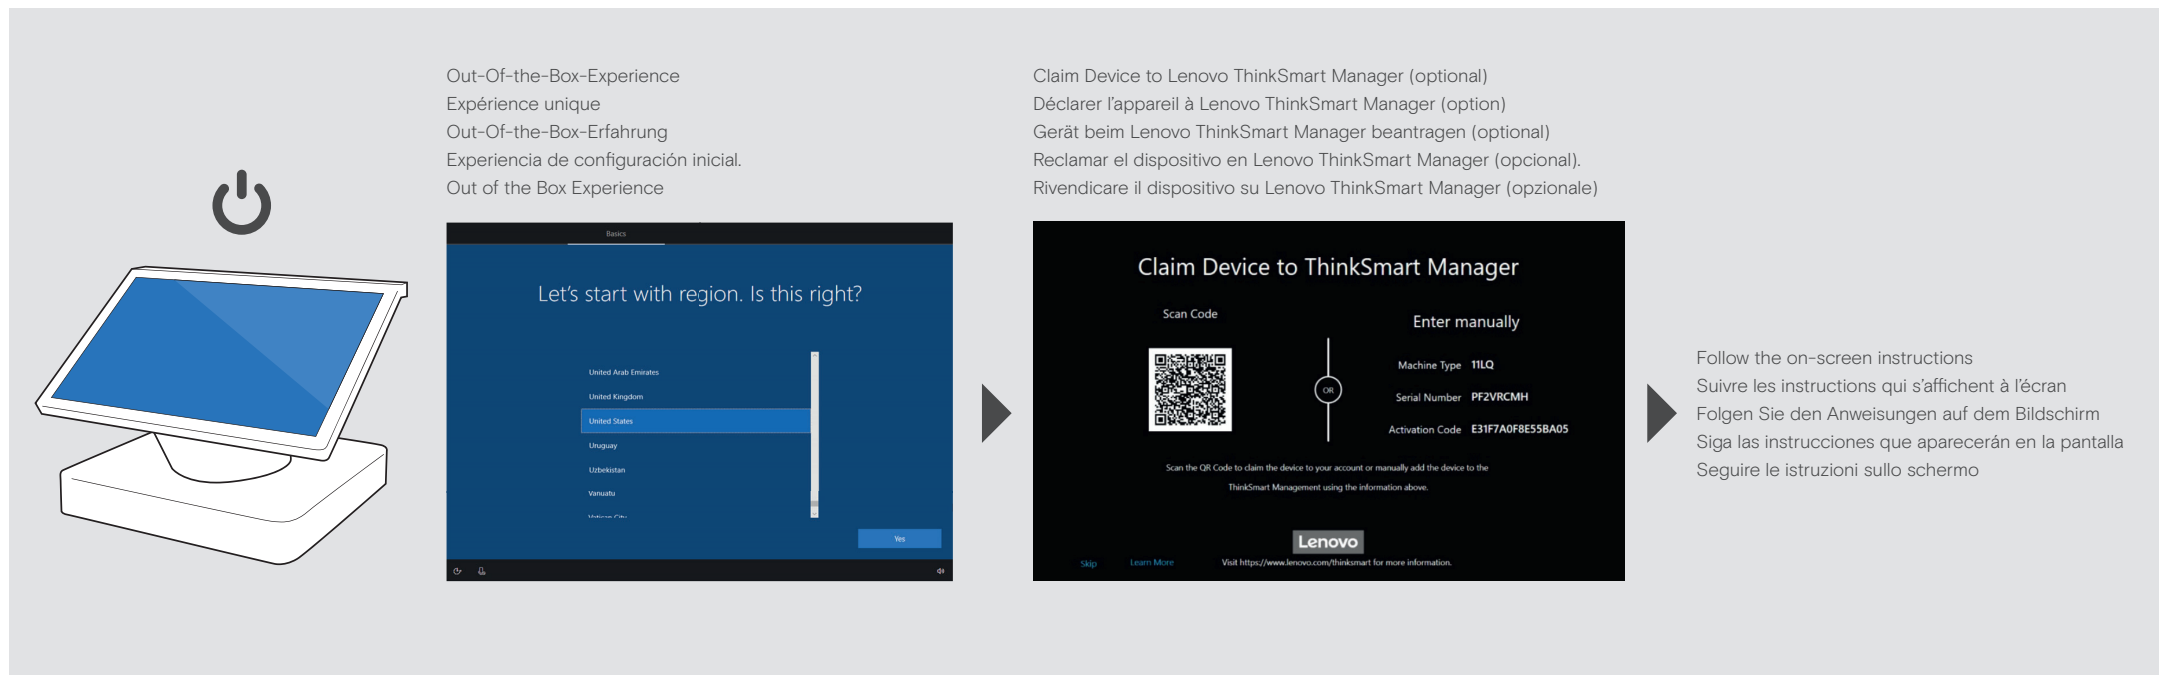 Out-Of-the-Box-Experience
Expérience unique
Out-Of-the-Box-Erfahrung
Experiencia de configuración inicial.
Out of the Box Experience
Basics
Let's start with region. Is this right?
United Arab Emirates
United Kingdom
United States
Uruguay
Uzbekistan
Vanuatu
Vatican City
Yes
Claim Device to Lenovo ThinkSmart Manager (optional)
Déclarer l'appareil à Lenovo ThinkSmart Manager (option)
Gerät beim Lenovo ThinkSmart Manager beantragen (optional)
Reclamar el dispositivo en Lenovo ThinkSmart Manager (opcional).
Rivendicare il dispositivo su Lenovo ThinkSmart Manager (opzionale)
Claim Device to ThinkSmart Manager
Scan Code
OR
Enter manually
Machine Type 11LQ
Serial Number PF2VRCMH
Activation Code E31F7A0F8E55BA05
Scan the QR Code to claim the device to your account or manually add the device to the
ThinkSmart Management using the information above.
Lenovo
Skip
Learn More
Visit https://www.lenovo.com/thinksmart for more information.
Follow the on-screen instructions
Suivre les instructions qui s'affichent à l'écran
Folgen Sie den Anweisungen auf dem Bildschirm
Siga las instrucciones que aparecerán en la pantalla
Seguire le istruzioni sullo schermo